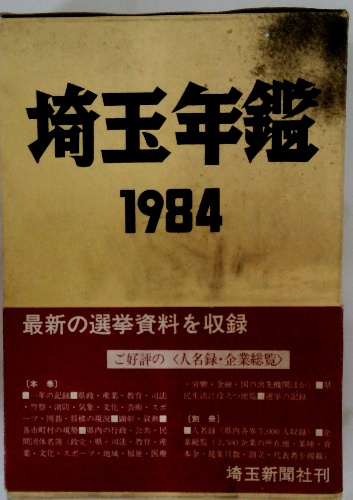 埼玉年鑑
1984
最新の選挙資料を収録
ご好評の〈人名録・企業総覧〉
〔本巻〕
■一年の記録■県政・産業・教育・司法
・警察・消防・気象・文化・芸術・スポ
ーツ・囲碁・将棋の現況■顕彰・叙勲■
各市町村の現勢■県内の行政・公共・民
間団体名簿（政党・県・司法・教育・産
業・文化・スポーツ・地域・福祉・医療
・労働・金融・国の出先機関ほか）■県
民生活に役立つ便覧■選挙の記録
〔別冊〕
■人名録（県内各界5,000人収録）■企
業総覧（2,500企業の所在地・業種・資
本金・従業員数・創立・代表者を掲載）
埼玉新聞社刊